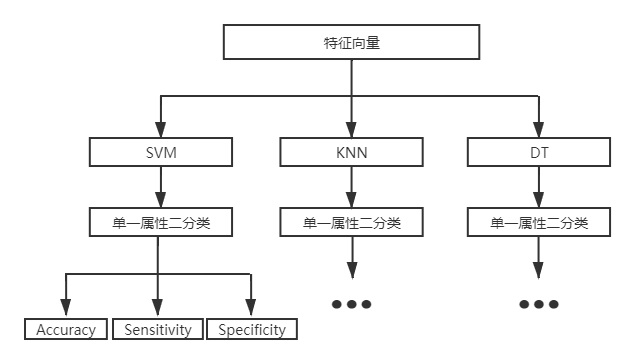 特征向量
SVM
KNN
DT
单一属性二分类
单一属性二分类
单一属性二分类
Accuracy
Sensitivity
Specificity